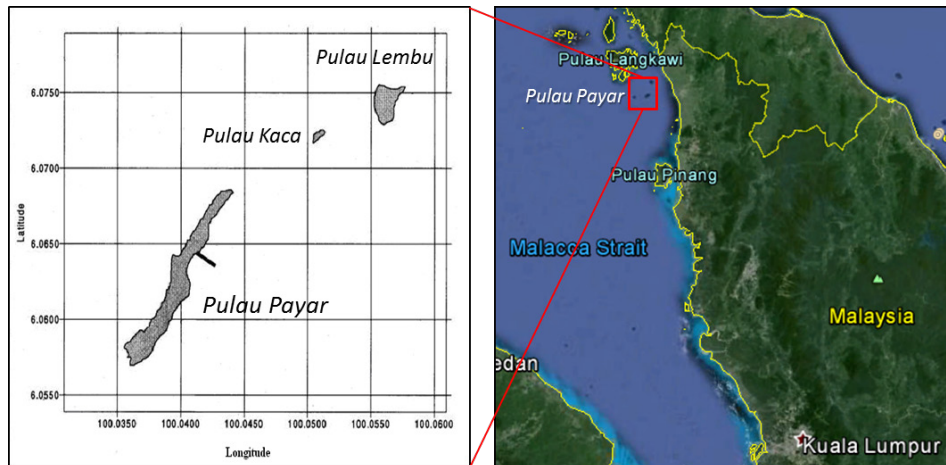 Pulau Lembu
6.0750
Pulau Kaca
6.0700
Latitude
6.0650
Pulau Payar
6.0600
6.0550
100.0350 100.0400 100.0450 100.0500 100.0550 100.0600
Longitude
Pulau Langkawi
Pulau Payar
Pulau Pinang
Malacca Strait
Malaysia
edan
Kuala Lumpur